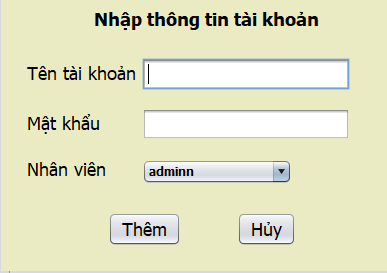 Nhập thông tin tài khoản
Tên tài khoản
Mật khẩu
Nhân viên adminn
Thêm Hủy